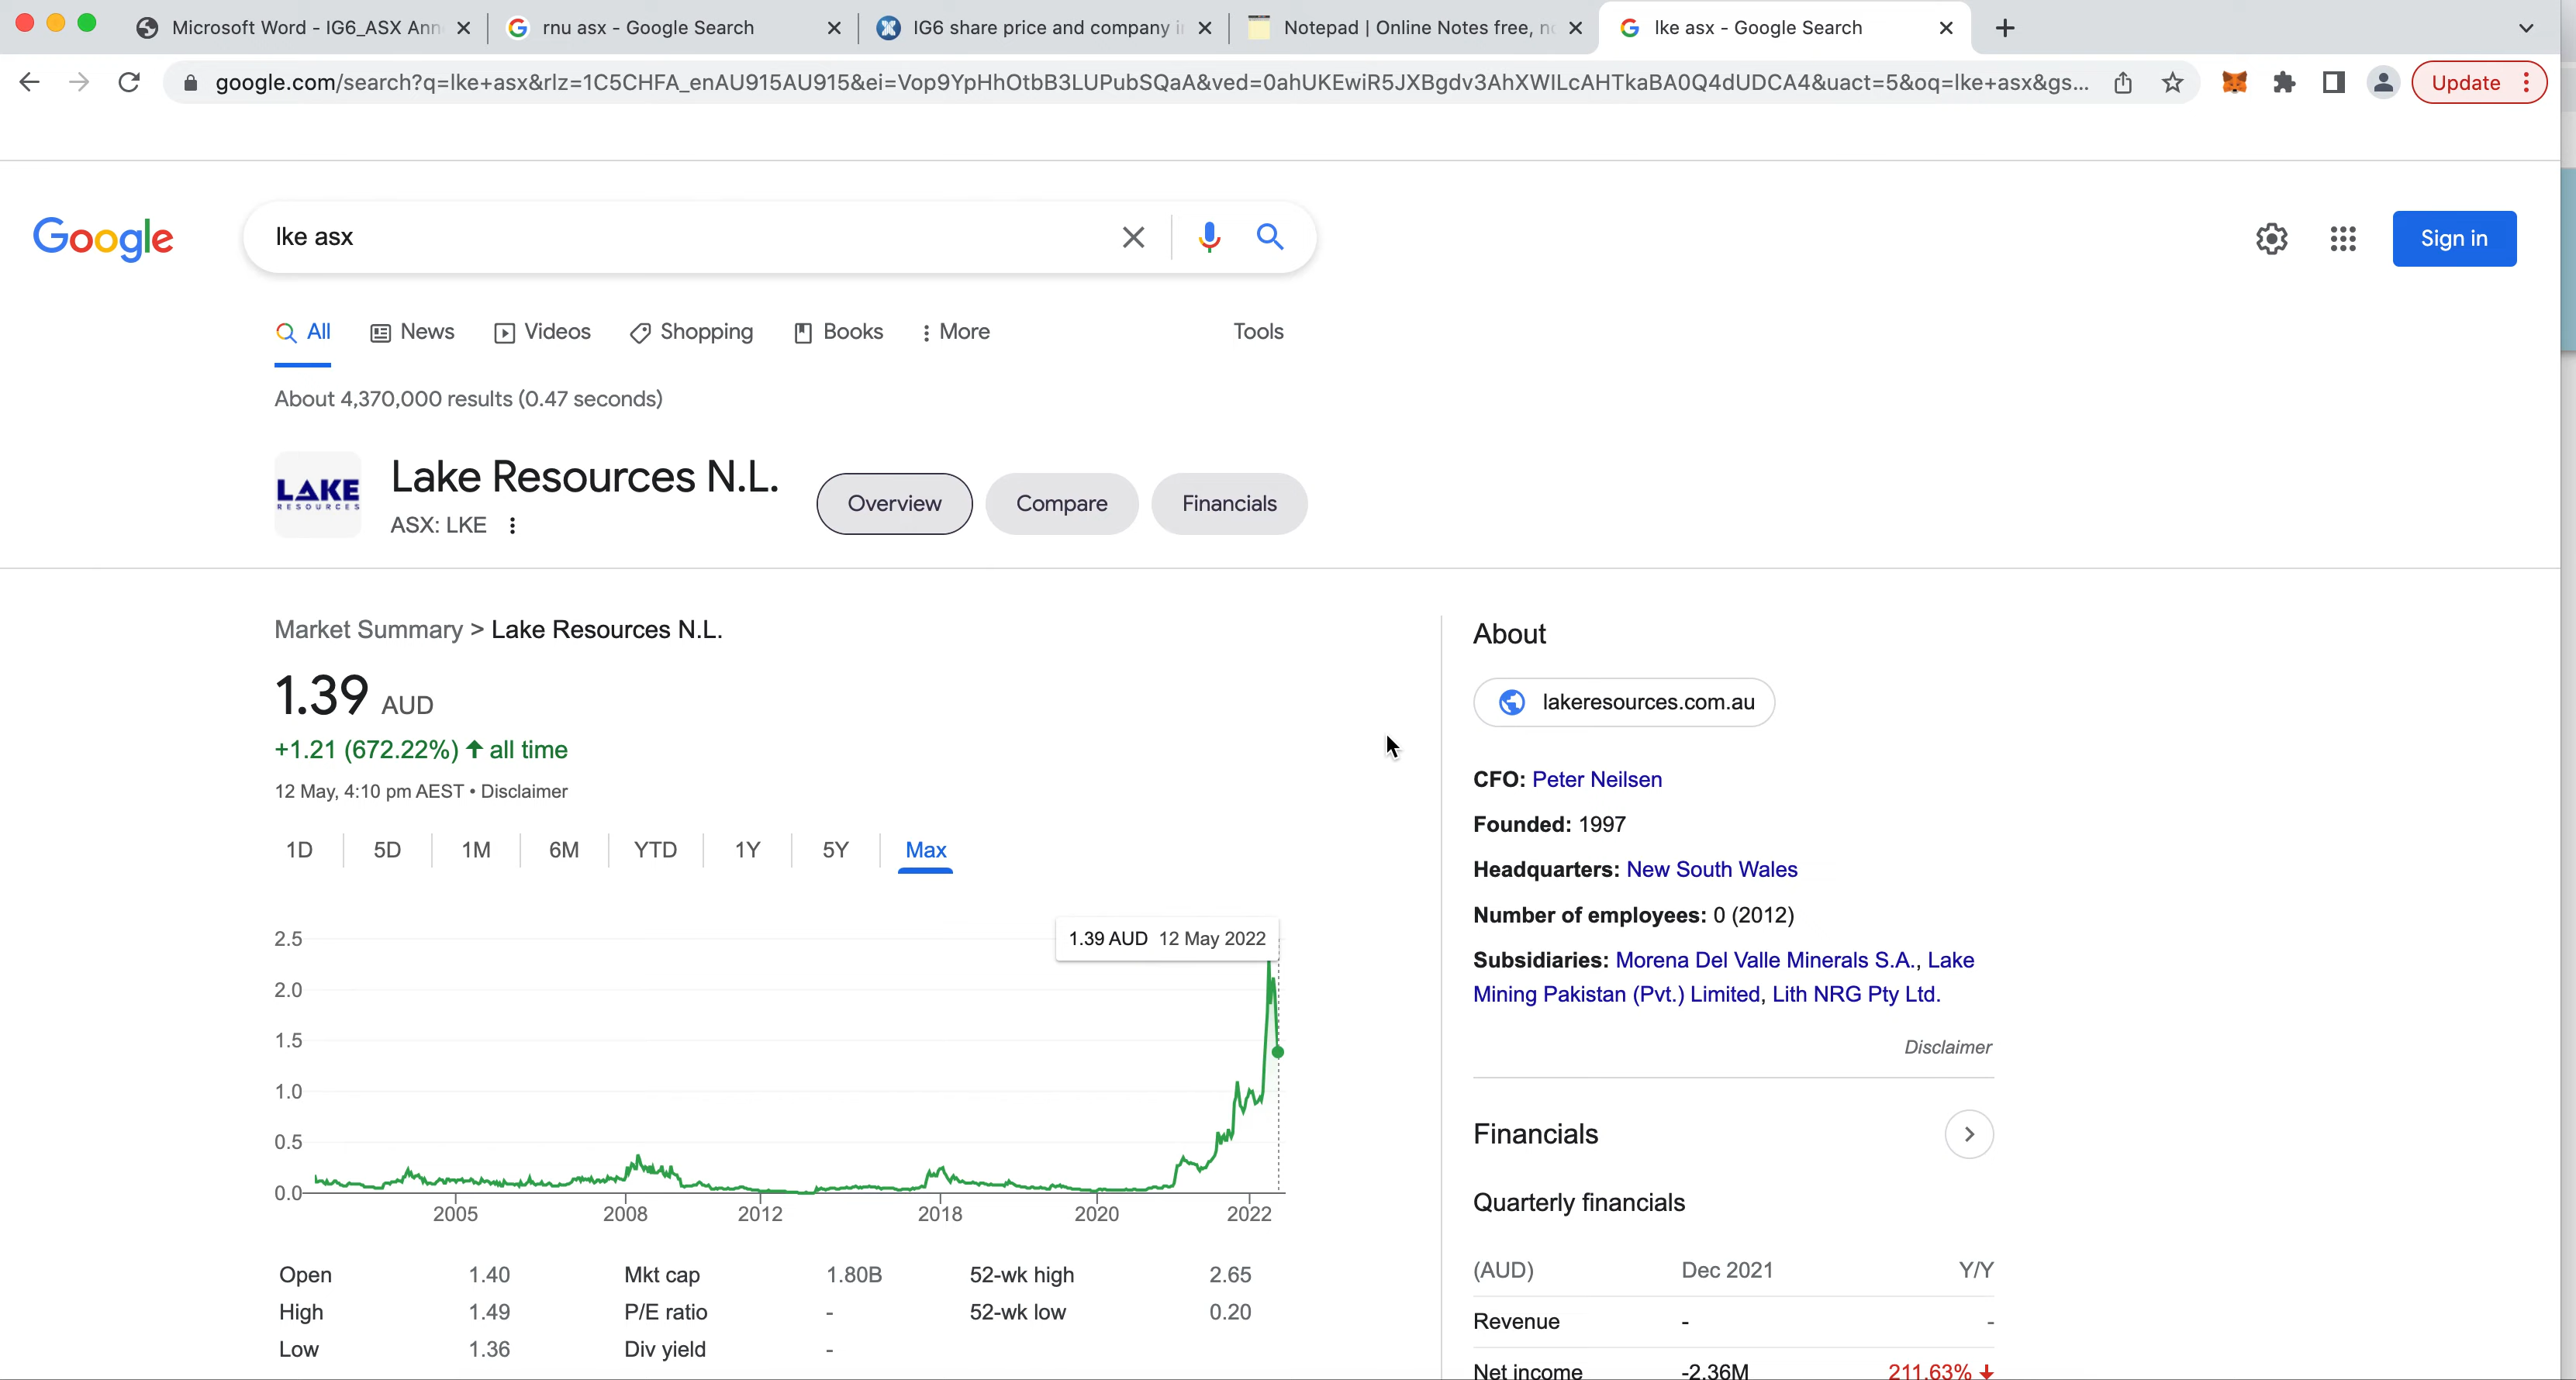 Microsoft Word - IG6_ASX Ann
rnu asx - Google Search
IG6 share price and company i
Notepad | Online Notes free, n
lke asx - Google Search
google.com/search?q=lke+asx&rlz=1C5CHFA_enAU915AU915&ei=Vop9YpHhOtbB3LUPubSQaA&ved=0ahUKEwiR5JXBgdv3AhXWILcAHTkaBA0Q4dUDCA4&uact=5&oq=lke+asx&gs...
Update
Google
lke asx
Sign in
All
News
Videos
Shopping
Books
More
Tools
About 4,370,000 results (0.47 seconds)
LAKE
RESOURCES
Lake Resources N.L.
ASX: LKE
Overview
Compare
Financials
Market Summary > Lake Resources N.L.
1.39 AUD
+1.21 (672.22%) ↑ all time
12 May, 4:10 pm AEST • Disclaimer
1D
5D
1M
6M
YTD
1Y
5Y
Max
1.39 AUD 12 May 2022
2.5
2.0
1.5
1.0
0.5
0.0
2005 2008 2012 2018 2020 2022
Open 1.40 Mkt cap 1.80B 52-wk high 2.65
High 1.49 P/E ratio - 52-wk low 0.20
Low 1.36 Div yield -
About
lakeresources.com.au
CFO: Peter Neilsen
Founded: 1997
Headquarters: New South Wales
Number of employees: 0 (2012)
Subsidiaries: Morena Del Valle Minerals S.A., Lake
Mining Pakistan (Pvt.) Limited, Lith NRG Pty Ltd.
Disclaimer
Financials
Quarterly financials
(AUD) Dec 2021 Y/Y
Revenue - -
Net income -2.36M 211.63% ↓